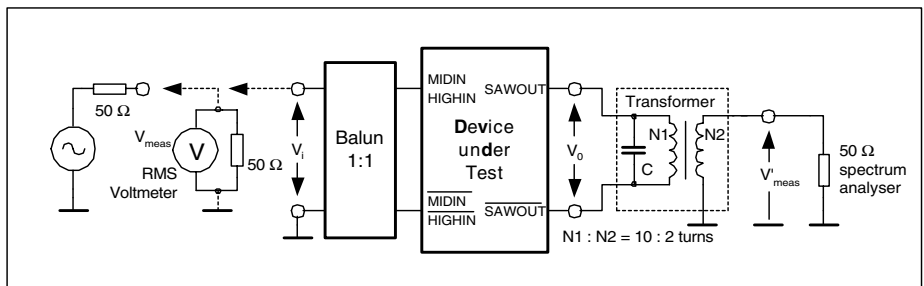 50 Ω
V_meas
RMS
Voltmeter
V
50 Ω
V_i
Balun
1:1
MIDIN
HIGHIN
SAWOUT
Device
under
Test
MIDIN
HIGHIN
SAWOUT
V_0
Transformer
N1
N2
C
N1 : N2 = 10 : 2 turns
V'_meas
50 Ω
spectrum
analyser